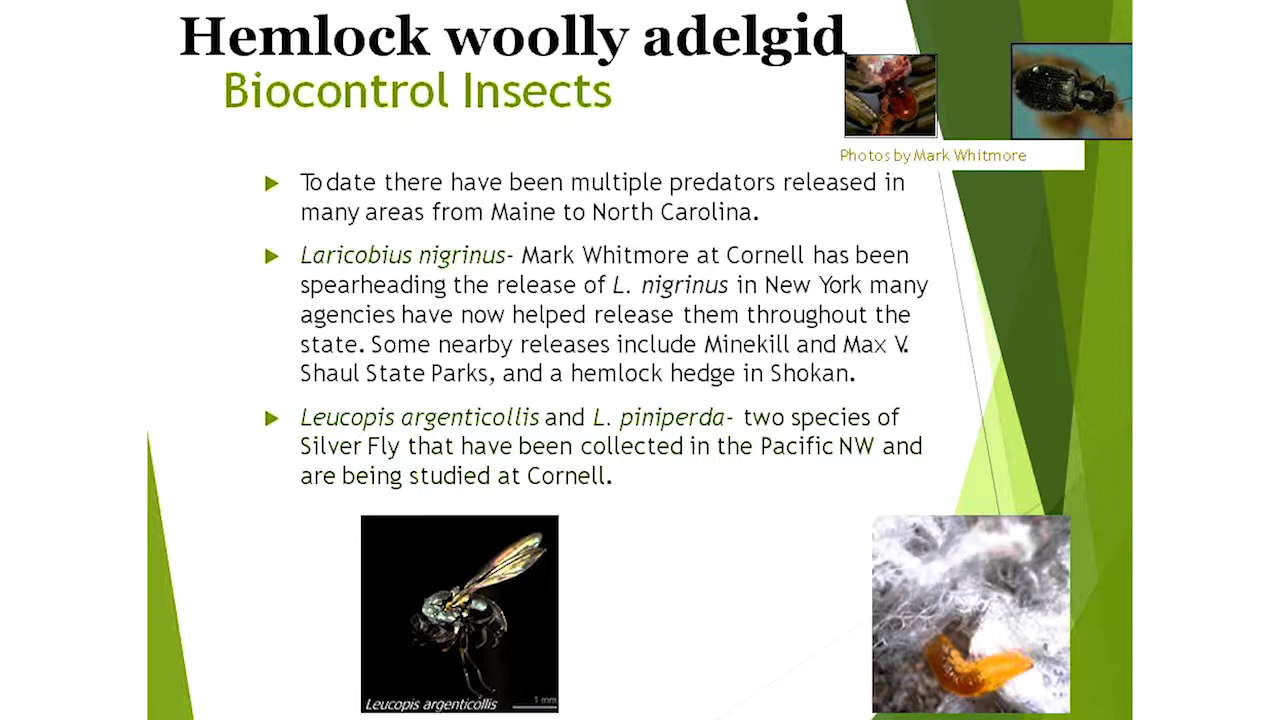 Hemlock woolly adelgid
Biocontrol Insects
Photos by Mark Whitmore
To date there have been multiple predators released in
many areas from Maine to North Carolina.
Laricobius nigrinus- Mark Whitmore at Cornell has been
spearheading the release of L. nigrinus in New York many
agencies have now helped release them throughout the
state. Some nearby releases include Minekill and Max V.
Shaul State Parks, and a hemlock hedge in Shokan.
Leucopis argenticollis and L. piniperda- two species of
Silver Fly that have been collected in the Pacific NW and
are being studied at Cornell.
Leucopis argenticollis
1 mm